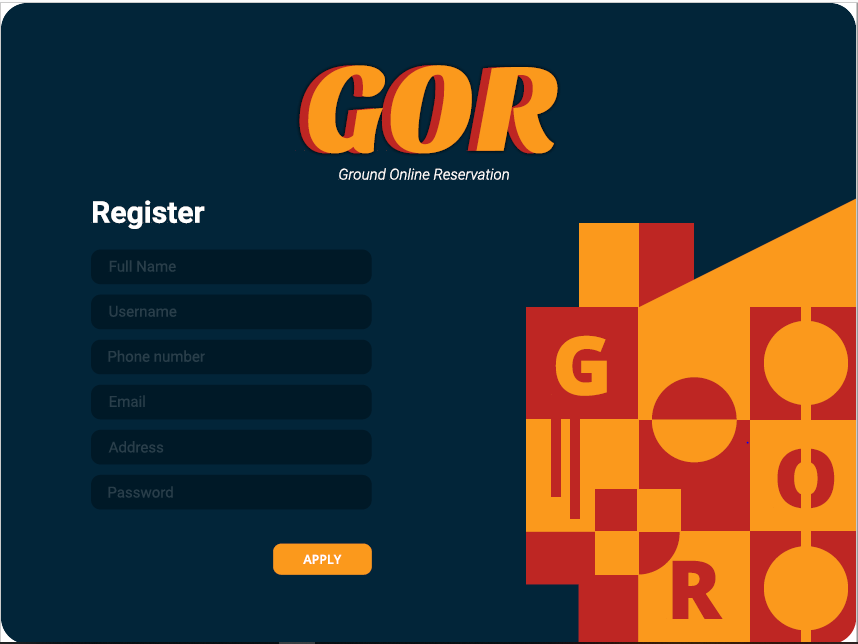 GOR
Ground Online Reservation
Register
Full Name
Username
Phone number
Email
Address
Password
APPLY
G
O
R